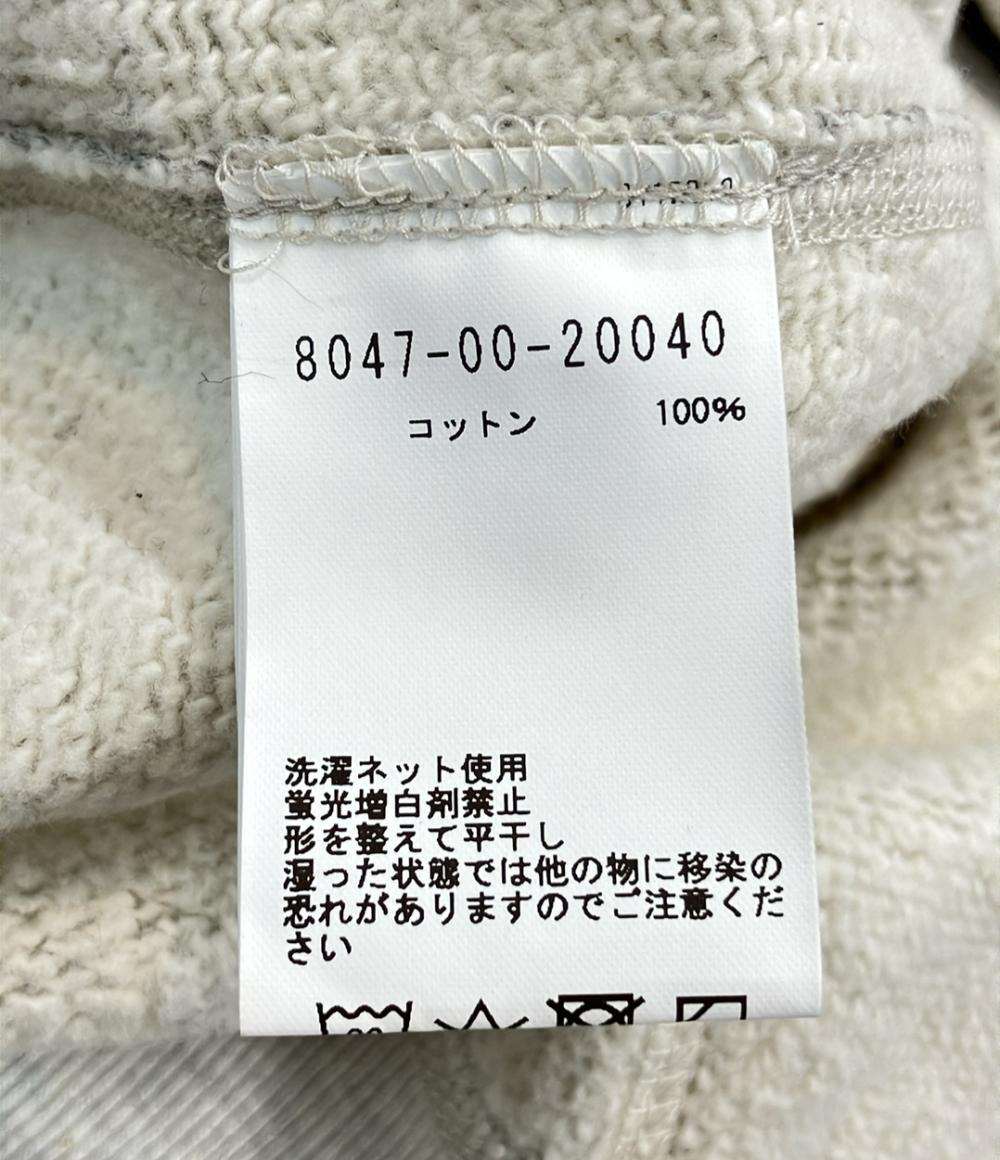 8047-00-20040
コットン 100%
洗濯ネット使用
蛍光増白剤禁止
形を整えて平干し
湿った状態では他の物に移染の
恐れがありますのでご注意くだ
さい